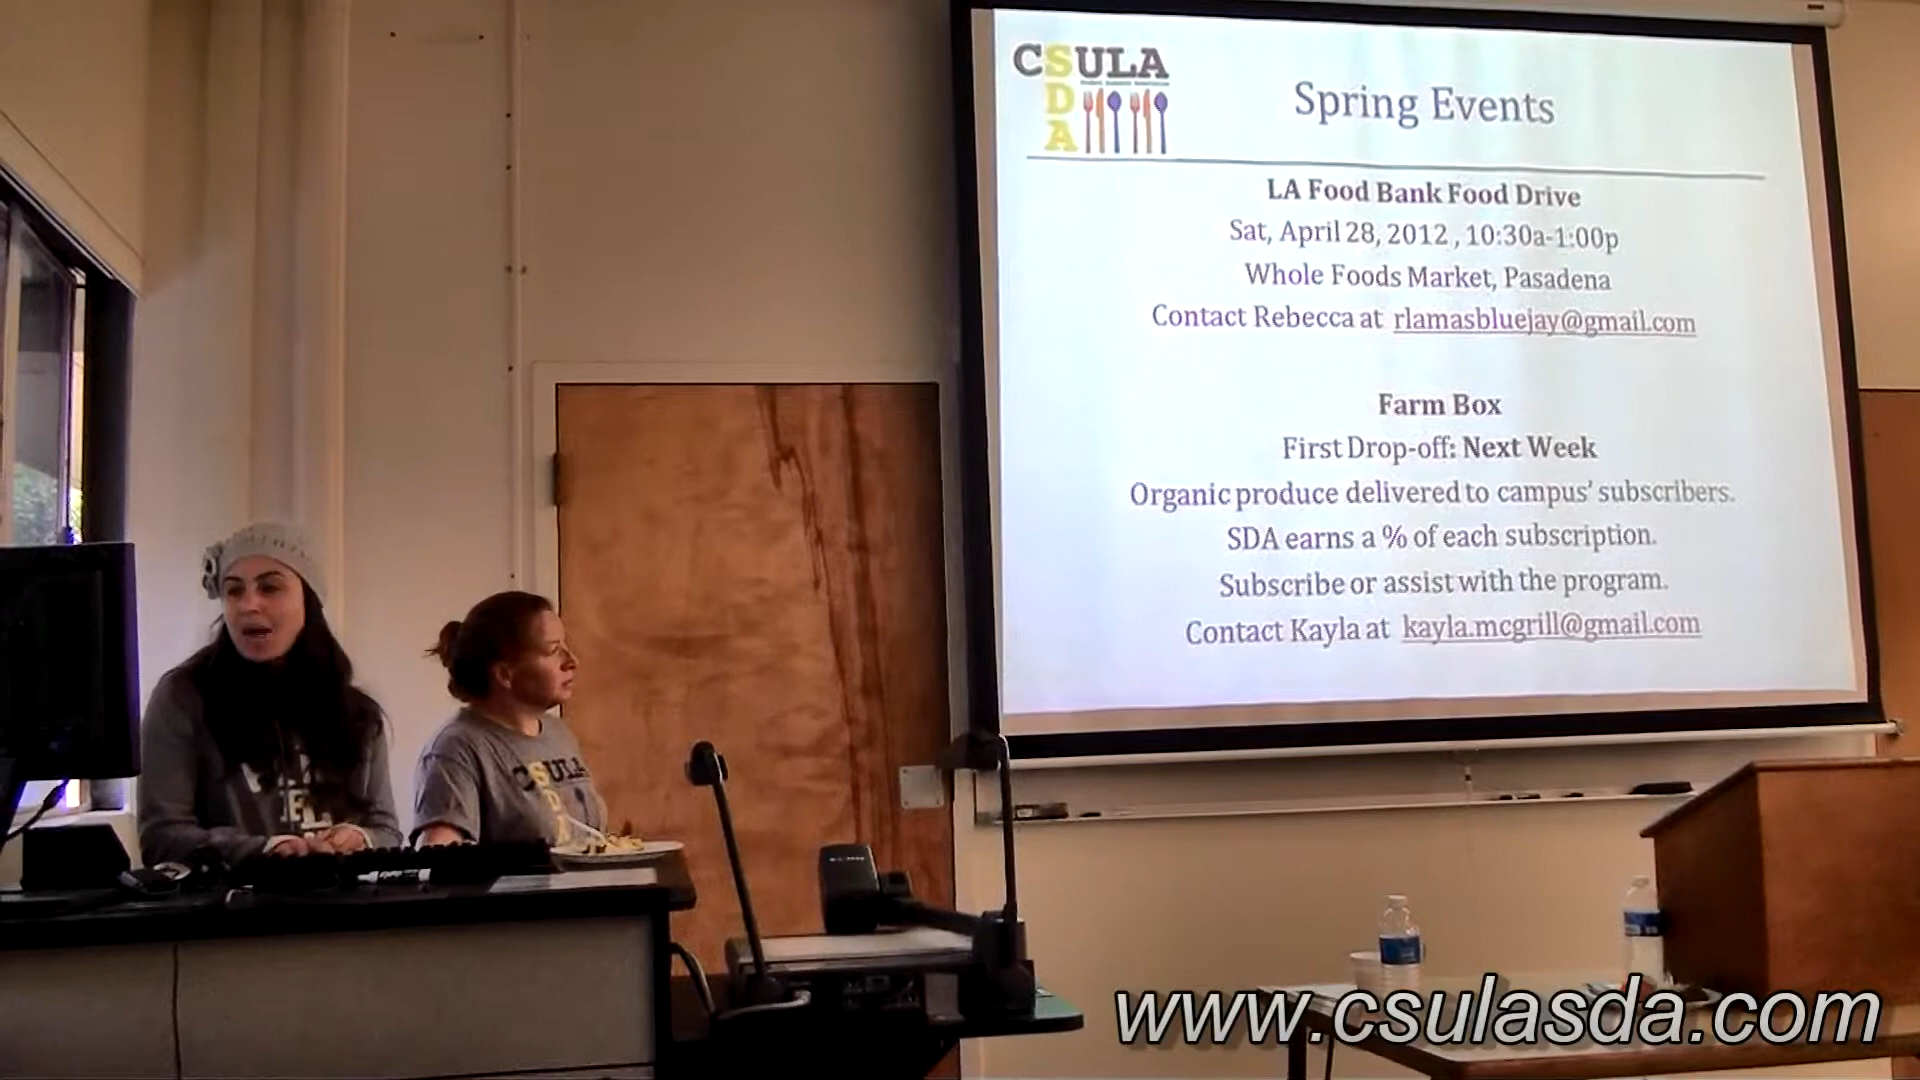 CSULA
SDA
Spring Events
LA Food Bank Food Drive
Sat, April 28, 2012 , 10:30a-1:00p
Whole Foods Market, Pasadena
Contact Rebecca at rlamasbluejay@gmail.com
Farm Box
First Drop-off: Next Week
Organic produce delivered to campus' subscribers.
SDA earns a % of each subscription.
Subscribe or assist with the program.
Contact Kayla at kayla.mcgrill@gmail.com
CSULA
SDA
www.csulasda.com